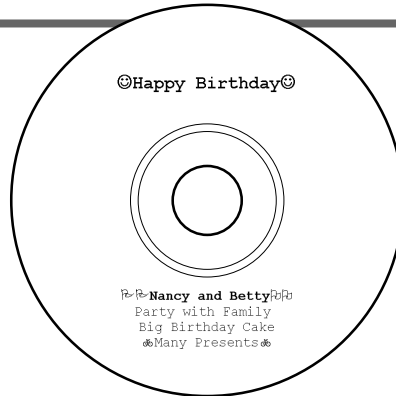 ☺Happy Birthday☺
Nancy and Betty
Party with Family
Big Birthday Cake
Many Presents